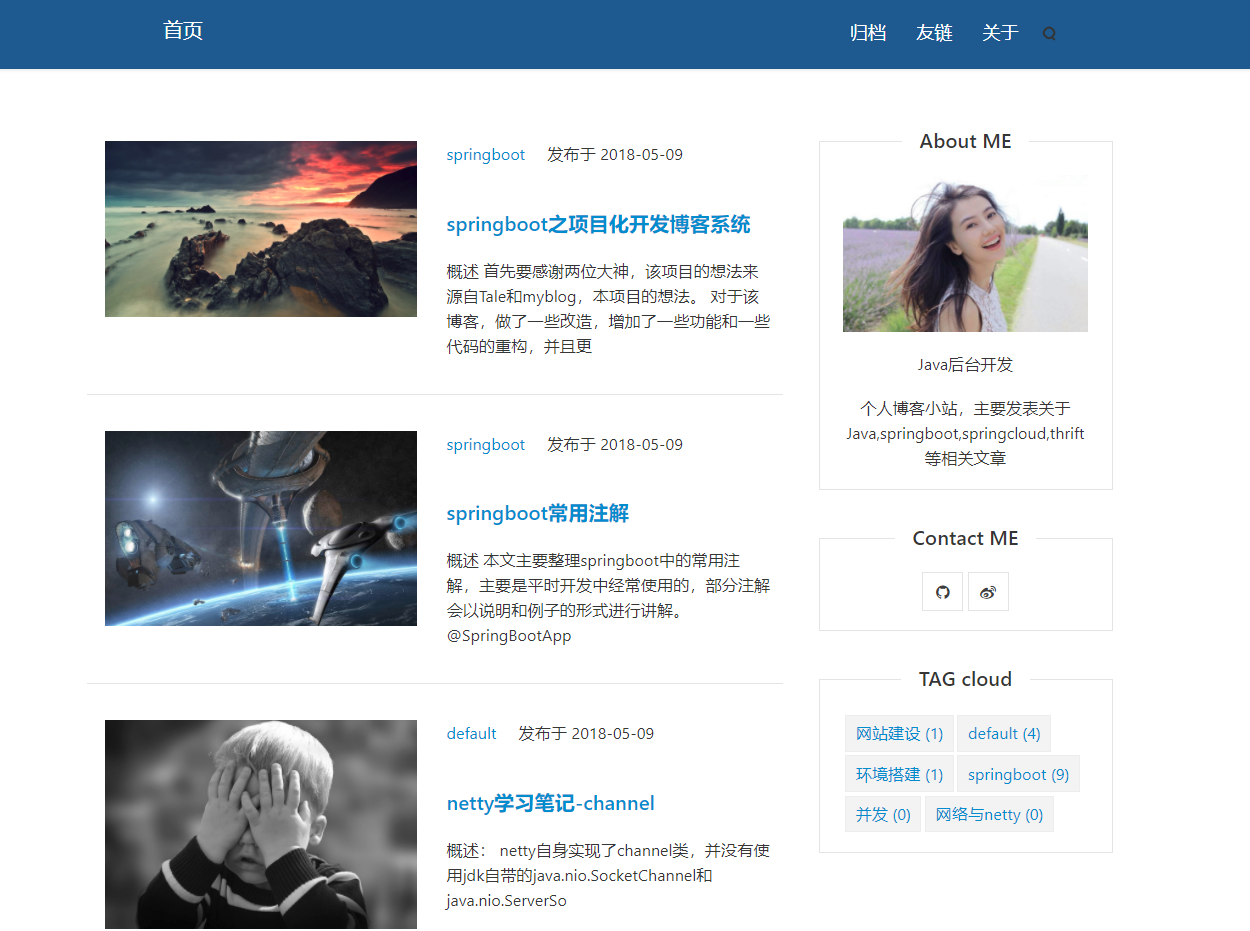 首页
归档 友链 关于
springboot 发布于 2018-05-09
springboot之项目化开发博客系统
概述 首先要感谢两位大神，该项目的想法来
源自Tale和myblog，本项目的想法。 对于该
博客，做了一些改造，增加了一些功能和一些
代码的重构，并且更
springboot 发布于 2018-05-09
springboot常用注解
概述 本文主要整理springboot中的常用注
解，主要是平时开发中经常使用的，部分注解
会以说明和例子的形式进行讲解。
@SpringBootApp
default 发布于 2018-05-09
netty学习笔记-channel
概述： netty自身实现了channel类，并没有使
用jdk自带的java.nio.SocketChannel和
java.nio.ServerSo
About ME
Java后台开发
个人博客小站，主要发表关于
Java,springboot,springcloud,thrift
等相关文章
Contact ME
TAG cloud
网站建设 (1) default (4)
环境搭建 (1) springboot (9)
并发 (0) 网络与netty (0)